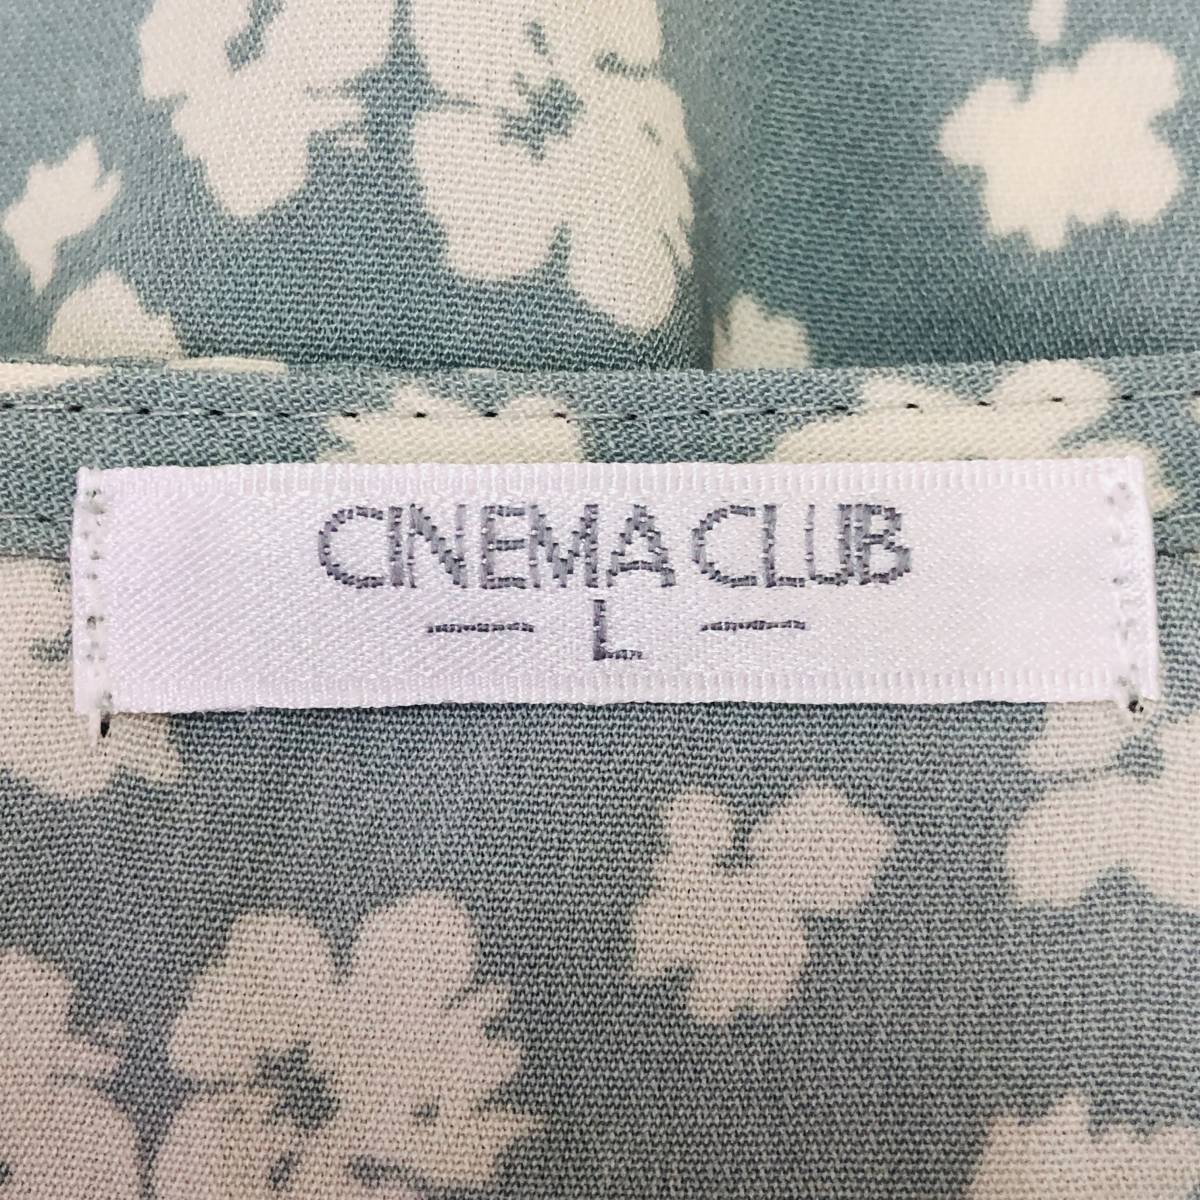 CINEMA CLUB
— L —